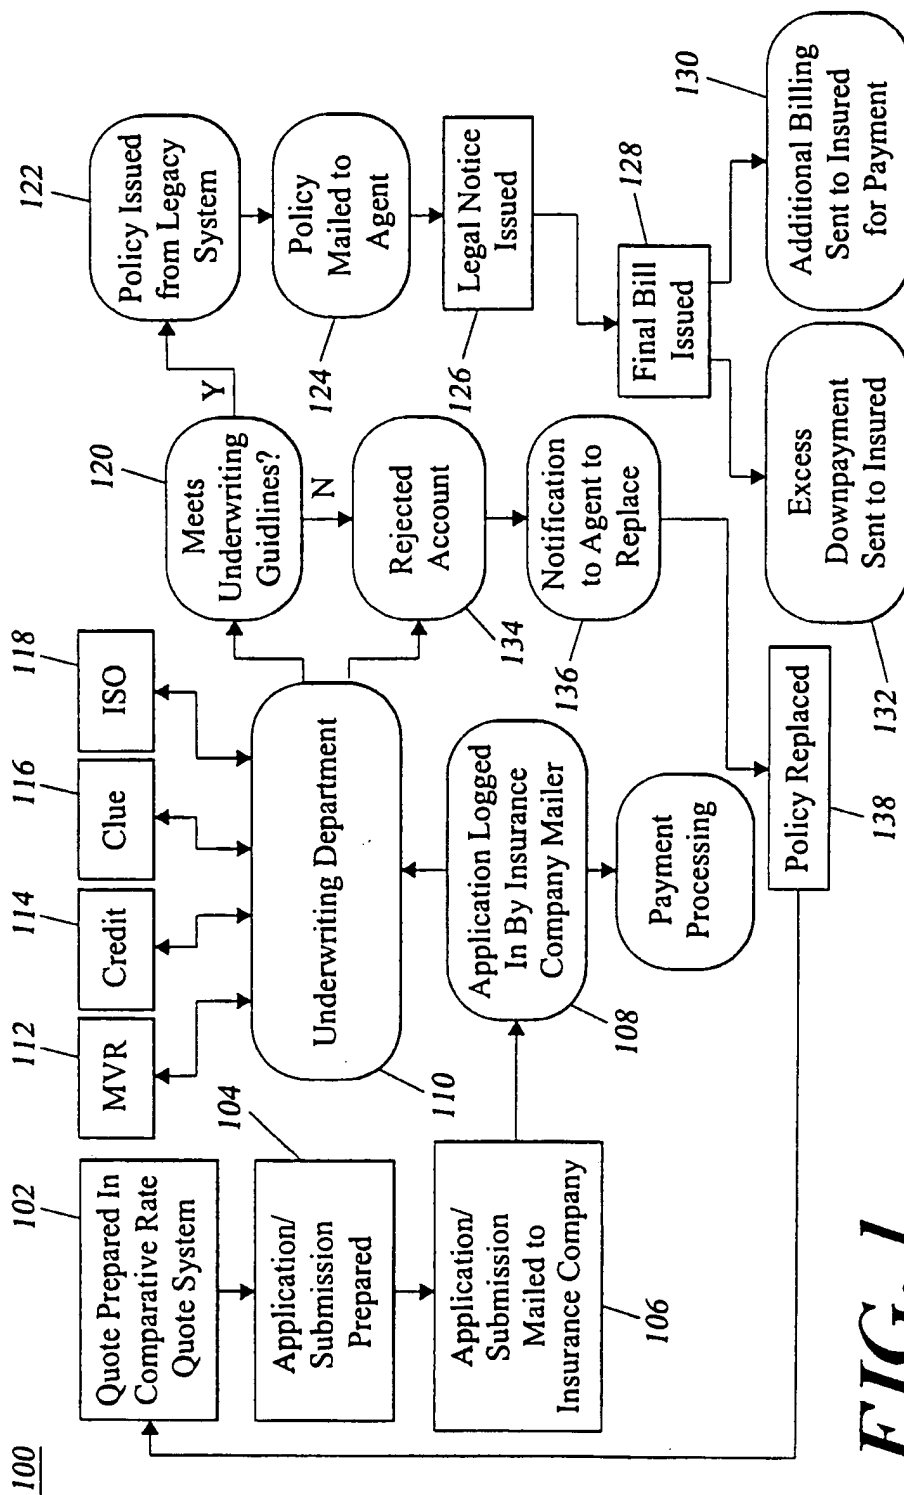 100
102
Quote Prepared In
Comparative Rate
Quote System
104
Application/
Submission
Prepared
Application/
Submission
Mailed to
Insurance Company
106
112
MVR
114
Credit
116
Clue
118
ISO
Underwriting Department
110
Application Logged
In By Insurance
Company Mailer
108
Payment
Processing
120
Meets
Underwriting
Guidlines?
Y
N
Rejected
Account
134
Notification
to Agent to
Replace
136
Policy Replaced
138
122
Policy Issued
from Legacy
System
Policy
Mailed to
Agent
124
Legal Notice
Issued
126
Final Bill
Issued
128
Additional Billing
Sent to Insured
for Payment
130
Excess
Downpayment
Sent to Insured
132
FIG. 1